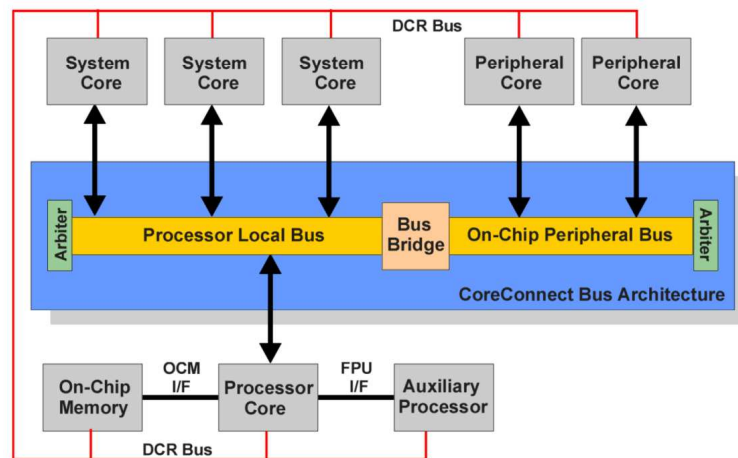 DCR Bus
System
Core
System
Core
System
Core
Peripheral
Core
Peripheral
Core
Arbiter
Processor Local Bus
Bus
Bridge
On-Chip Peripheral Bus
Arbiter
CoreConnect Bus Architecture
On-Chip
Memory
OCM
I/F
Processor
Core
FPU
I/F
Auxiliary
Processor
DCR Bus